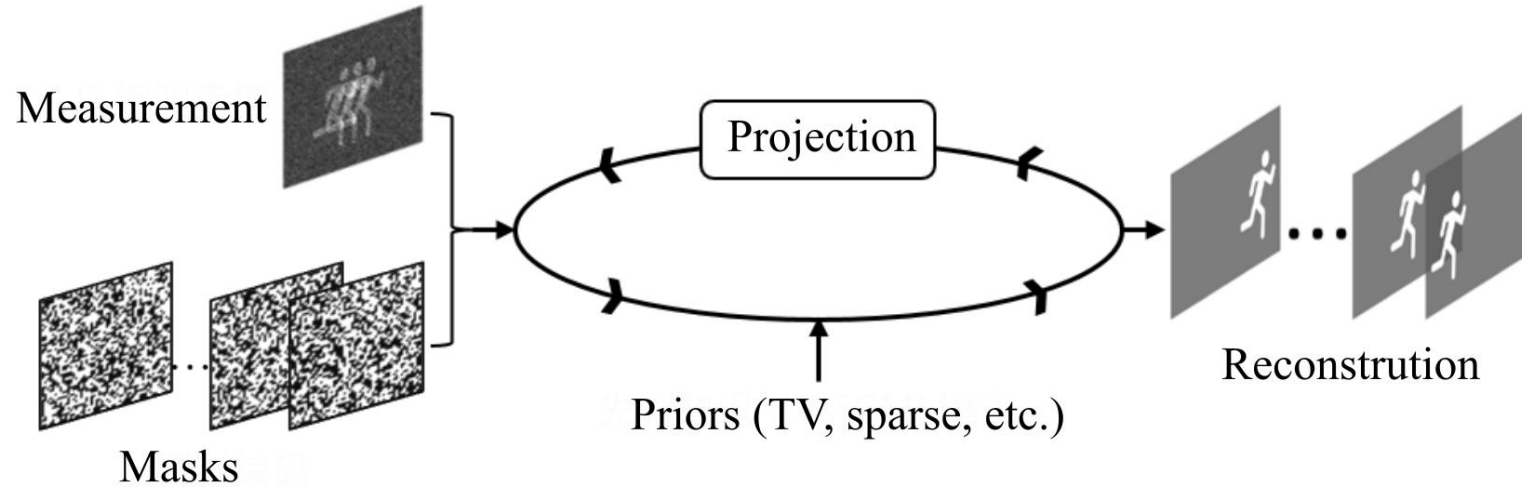 Measurement
Projection
Masks
Priors (TV, sparse, etc.)
Reconstrution